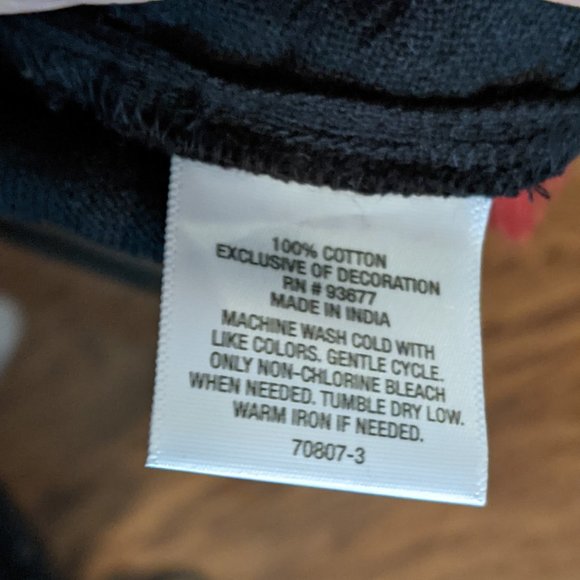 100% COTTON
EXCLUSIVE OF DECORATION
RN # 93677
MADE IN INDIA
MACHINE WASH COLD WITH
LIKE COLORS. GENTLE CYCLE.
ONLY NON-CHLORINE BLEACH
WHEN NEEDED. TUMBLE DRY LOW.
WARM IRON IF NEEDED.
70807-3